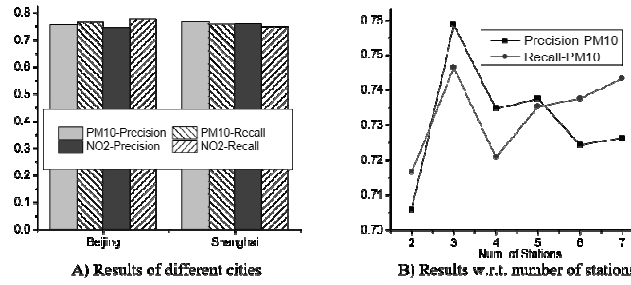 0.8
0.7
0.6
0.5
0.4
0.3
0.2
0.1
0.0
PM10-Precision
PM10-Recall
NO2-Precision
NO2-Recall
Beijing
Shanghai
A) Results of different cities
0.75
0.74
0.73
0.72
0.71
Precision-PM10
Recall-PM10
2 3 4 5 6 7
Num. of Stations
B) Results w.r.t. number of stations